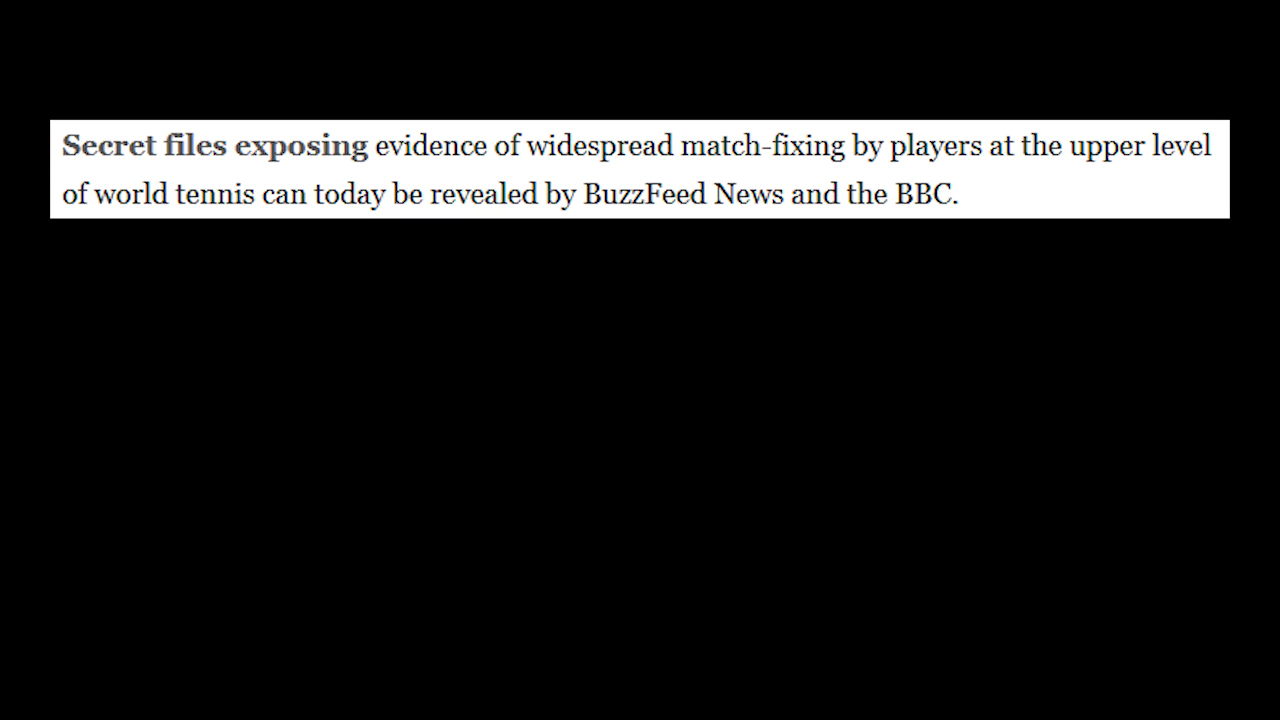 Secret files exposing evidence of widespread match-fixing by players at the upper level
of world tennis can today be revealed by BuzzFeed News and the BBC.